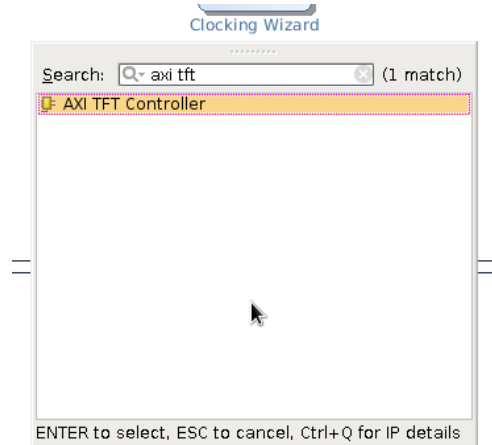 Clocking Wizard
Search: axi tft (1 match)
AXI TFT Controller
ENTER to select, ESC to cancel, Ctrl+Q for IP details